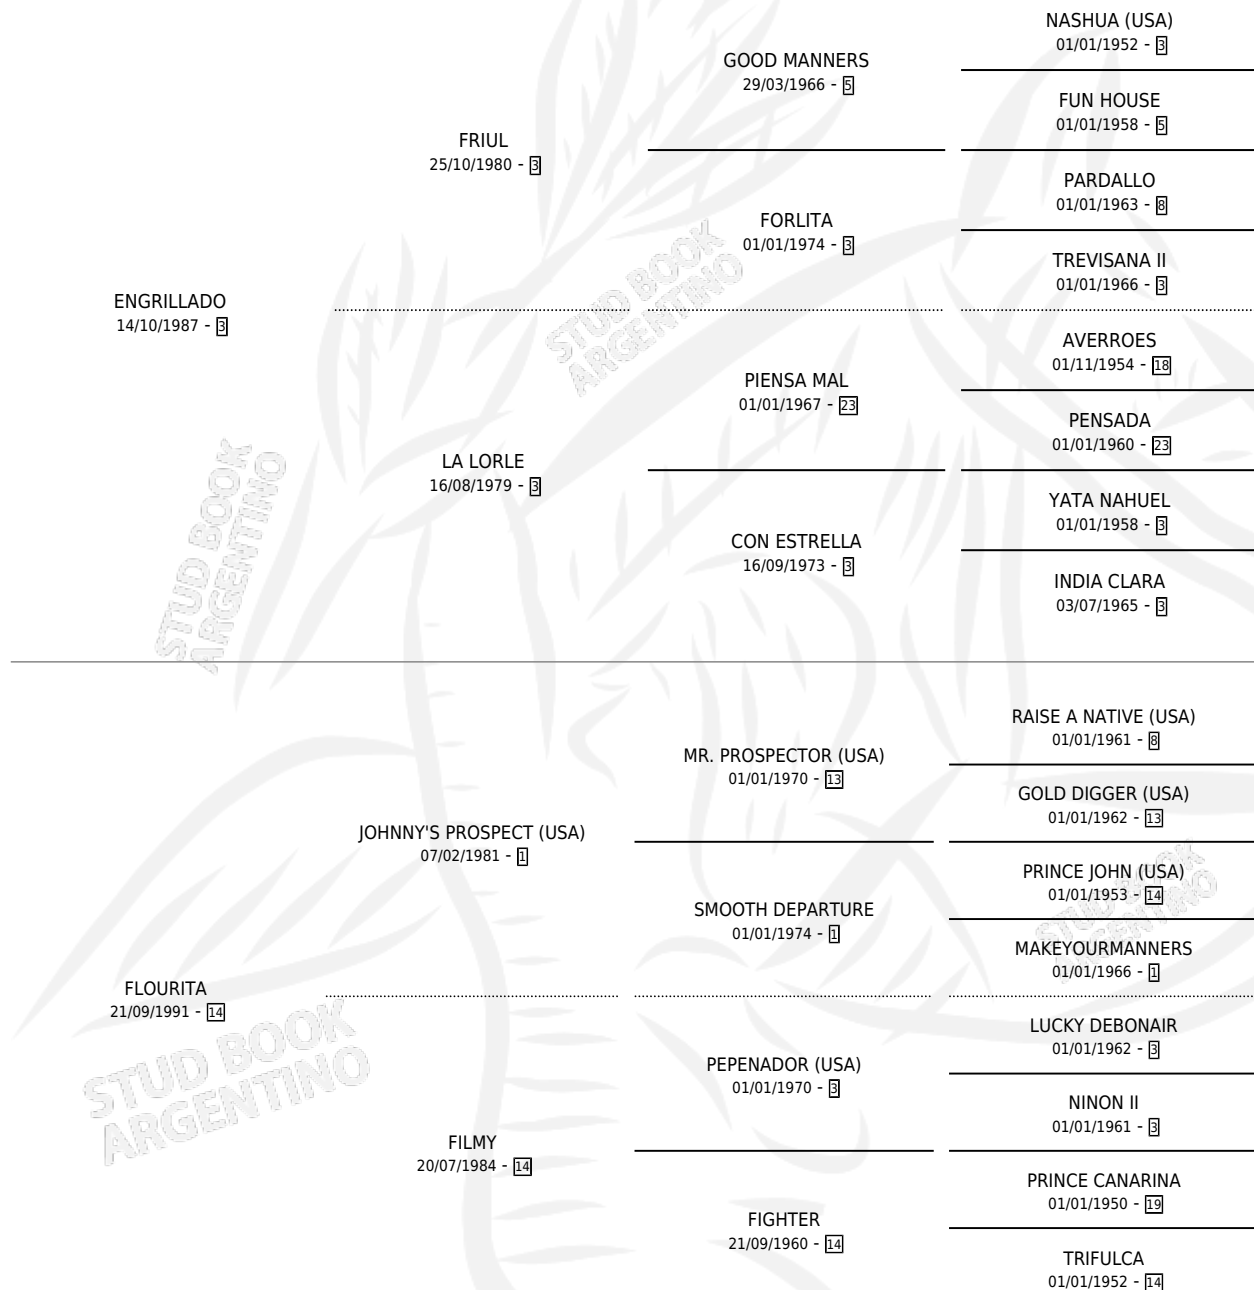 NASHUA (USA)
01/01/1952 - 3
GOOD MANNERS
29/03/1966 - 5
FUN HOUSE
01/01/1958 - 5
FRIUL
25/10/1980 - 3
PARDALLO
01/01/1963 - 8
FORLITA
01/01/1974 - 3
TREVISANA II
01/01/1966 - 3
ENGRILLADO
14/10/1987 - 3
STUD BOOK
ARGENTINO
AVERROES
01/11/1954 - 18
PIENSA MAL
01/01/1967 - 23
PENSADA
01/01/1960 - 23
LA LORLE
16/08/1979 - 3
YATA NAHUEL
01/01/1958 - 3
CON ESTRELLA
16/09/1973 - 3
INDIA CLARA
03/07/1965 - 3
STUD BOOK
ARGENTINO
RAISE A NATIVE (USA)
01/01/1961 - 8
MR. PROSPECTOR (USA)
01/01/1970 - 13
GOLD DIGGER (USA)
01/01/1962 - 13
JOHNNY'S PROSPECT (USA)
07/02/1981 - 1
PRINCE JOHN (USA)
01/01/1953 - 14
SMOOTH DEPARTURE
01/01/1974 - 1
STUD BOOK
ARGENTINO
MAKEYOURMANNERS
01/01/1966 - 1
FLOURITA
21/09/1991 - 14
LUCKY DEBONAIR
01/01/1962 - 3
PEPENADOR (USA)
01/01/1970 - 3
STUD BOOK
ARGENTINO
NINON II
01/01/1961 - 3
FILMY
20/07/1984 - 14
PRINCE CANARINA
01/01/1950 - 19
FIGHTER
21/09/1960 - 14
TRIFULCA
01/01/1952 - 14